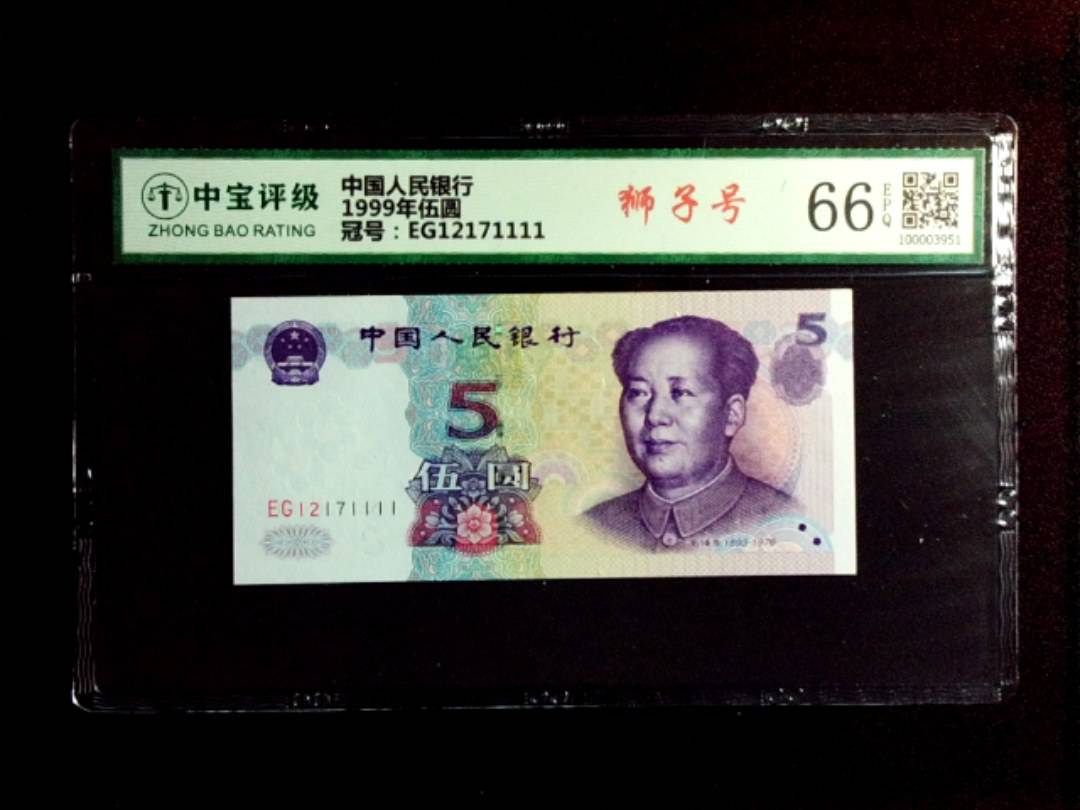 中宝评级
ZHONG BAO RATING
中国人民银行
1999年伍圆
冠号：EG12171111
狮子号
66
EPQ
100003951
中国人民银行
5
5
伍圆
EG12171111
1893-1976